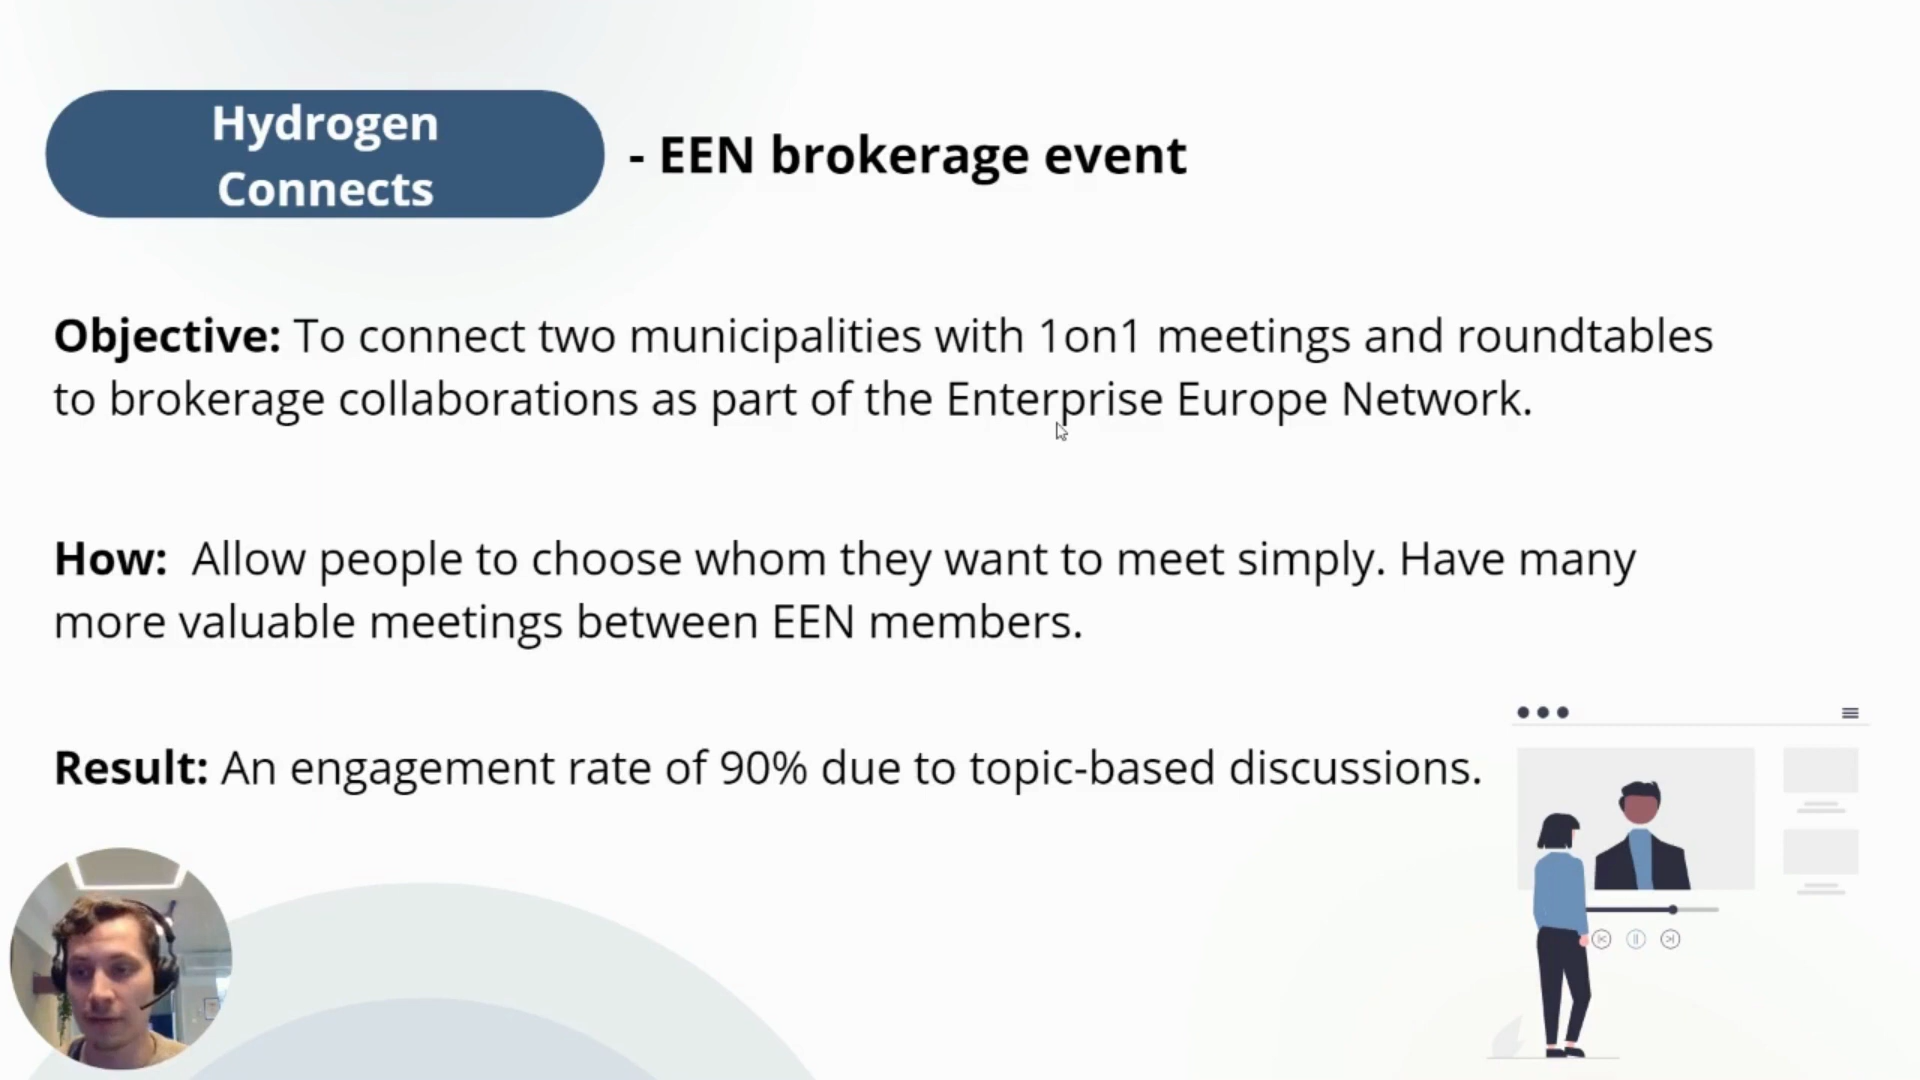 Hydrogen
Connects
- EEN brokerage event
Objective: To connect two municipalities with 1on1 meetings and roundtables
to brokerage collaborations as part of the Enterprise Europe Network.
How: Allow people to choose whom they want to meet simply. Have many
more valuable meetings between EEN members.
Result: An engagement rate of 90% due to topic-based discussions.